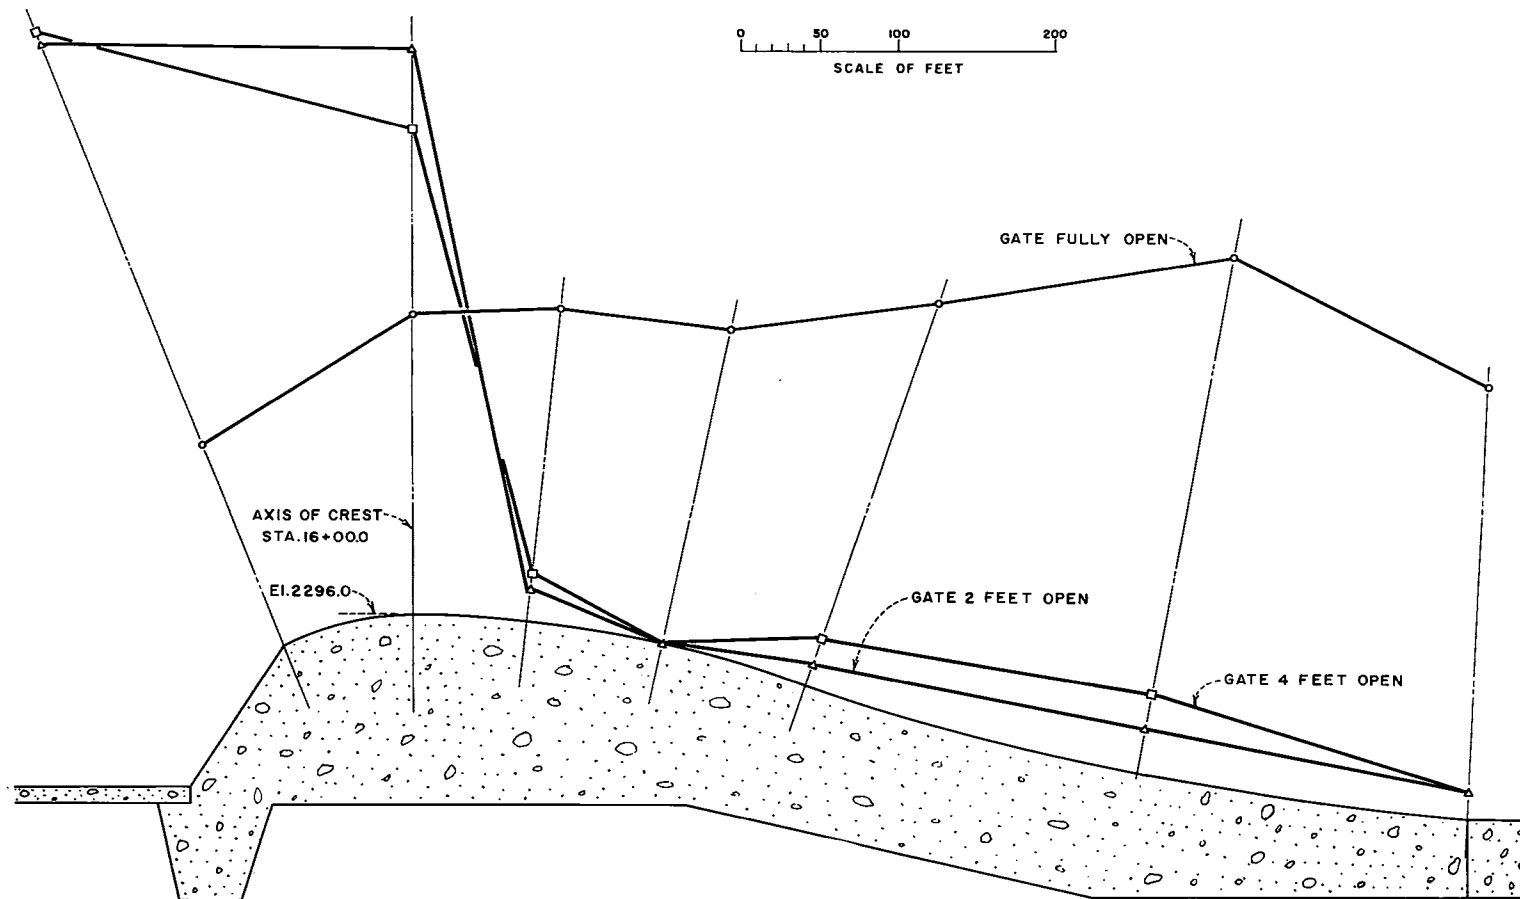 0 50 100 200
SCALE OF FEET
GATE FULLY OPEN
AXIS OF CREST
STA.16+00.0
El.2296.0
GATE 2 FEET OPEN
GATE 4 FEET OPEN